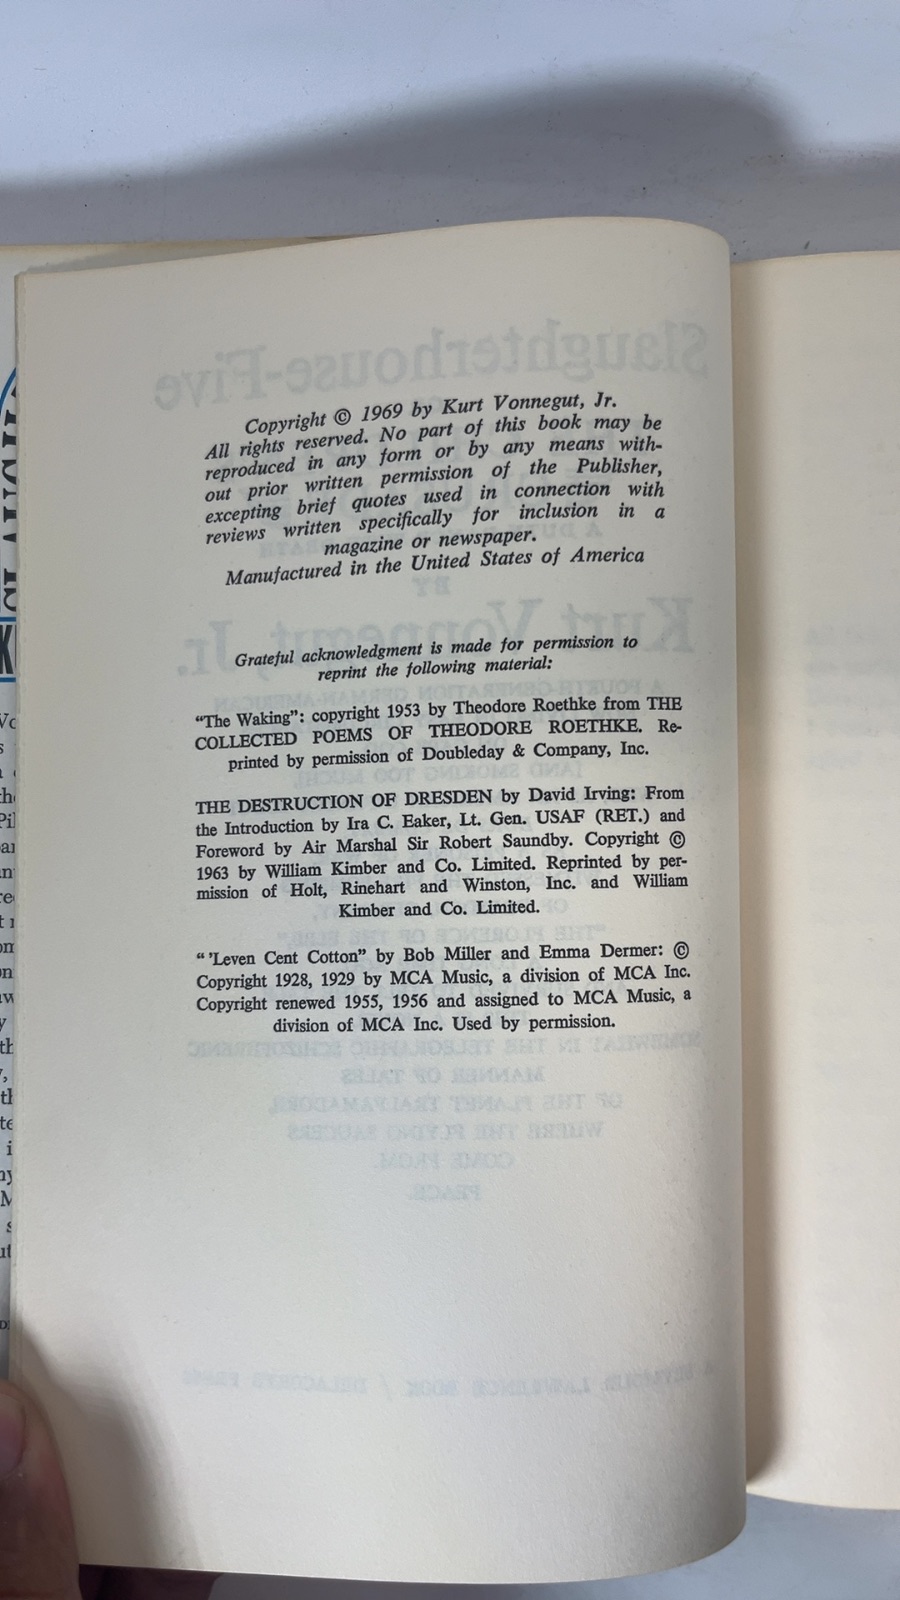 Copyright © 1969 by Kurt Vonnegut, Jr.
All rights reserved. No part of this book may be
reproduced in any form or by any means with-
out prior written permission of the Publisher,
excepting brief quotes used in connection with
reviews written specifically for inclusion in a
magazine or newspaper.
Manufactured in the United States of America
Grateful acknowledgment is made for permission to
reprint the following material:
“The Waking”: copyright 1953 by Theodore Roethke from THE
COLLECTED POEMS OF THEODORE ROETHKE. Re-
printed by permission of Doubleday & Company, Inc.
THE DESTRUCTION OF DRESDEN by David Irving: From
the Introduction by Ira C. Eaker, Lt. Gen. USAF (RET.) and
Foreword by Air Marshal Sir Robert Saundby. Copyright ©
1963 by William Kimber and Co. Limited. Reprinted by per-
mission of Holt, Rinehart and Winston, Inc. and William
Kimber and Co. Limited.
“ ’Leven Cent Cotton” by Bob Miller and Emma Dermer: ©
Copyright 1928, 1929 by MCA Music, a division of MCA Inc.
Copyright renewed 1955, 1956 and assigned to MCA Music, a
division of MCA Inc. Used by permission.